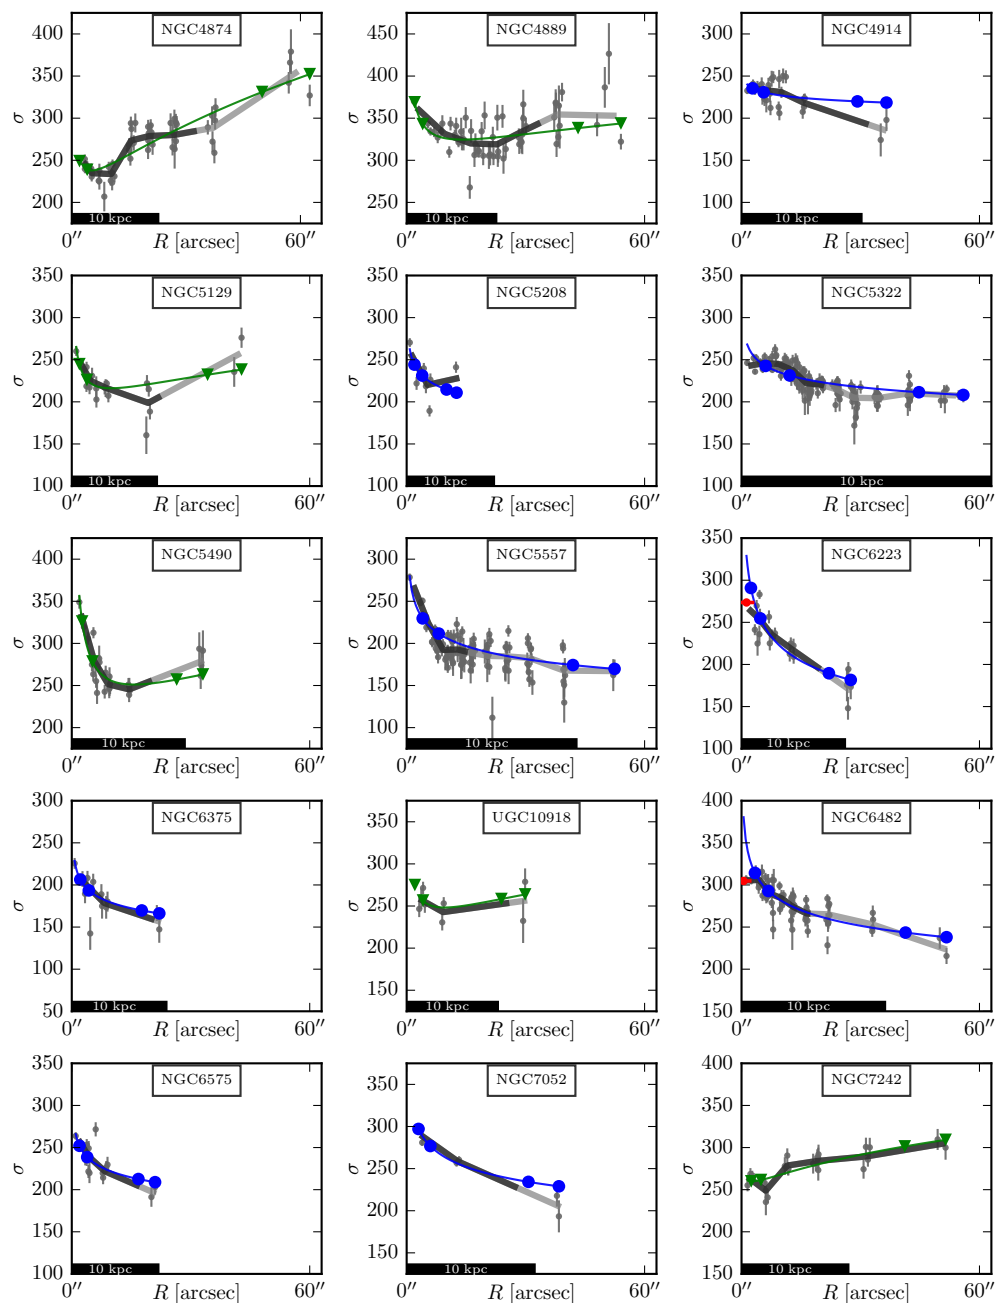 NGC4874
400
350
300
250
200
σ
10 kpc
0″ R [arcsec] 60″
NGC4889
450
400
350
300
250
200
σ
10 kpc
0″ R [arcsec] 60″
NGC4914
300
250
200
150
100
σ
10 kpc
0″ R [arcsec] 60″
NGC5129
350
300
250
200
150
100
σ
10 kpc
0″ R [arcsec] 60″
NGC5208
350
300
250
200
150
100
σ
10 kpc
0″ R [arcsec] 60″
NGC5322
350
300
250
200
150
100
σ
10 kpc
0″ R [arcsec] 60″
NGC5490
400
350
300
250
200
σ
10 kpc
0″ R [arcsec] 60″
NGC5557
300
250
200
150
100
σ
10 kpc
0″ R [arcsec] 60″
NGC6223
350
300
250
200
150
100
σ
10 kpc
0″ R [arcsec] 60″
NGC6375
300
250
200
150
100
50
σ
10 kpc
0″ R [arcsec] 60″
UGC10918
350
300
250
200
150
σ
10 kpc
0″ R [arcsec] 60″
NGC6482
400
350
300
250
200
150
σ
10 kpc
0″ R [arcsec] 60″
NGC6575
350
300
250
200
150
100
σ
10 kpc
0″ R [arcsec] 60″
NGC7052
350
300
250
200
150
σ
10 kpc
0″ R [arcsec] 60″
NGC7242
400
350
300
250
200
150
σ
10 kpc
0″ R [arcsec] 60″